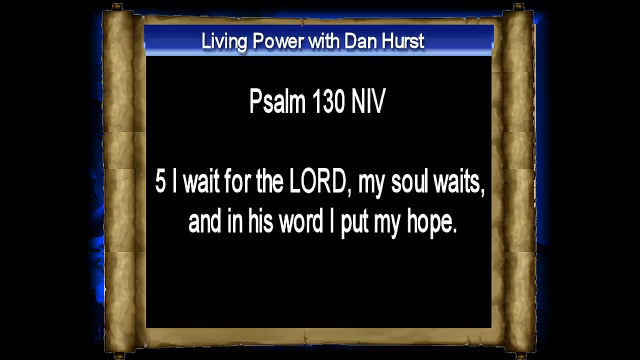 Living Power with Dan Hurst
Psalm 130 NIV
5 I wait for the LORD, my soul waits,
and in his word I put my hope.